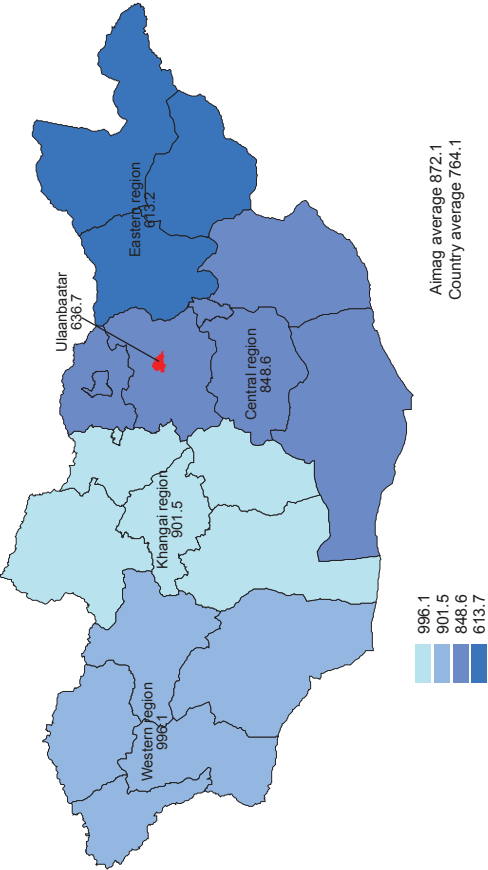 Ulaanbaatar
636.7
Eastern region
613.2
Central region
848.6
Khangai region
901.5
Western region
996.1
Aimag average 872.1
Country average 764.1
996.1
901.5
848.6
613.7